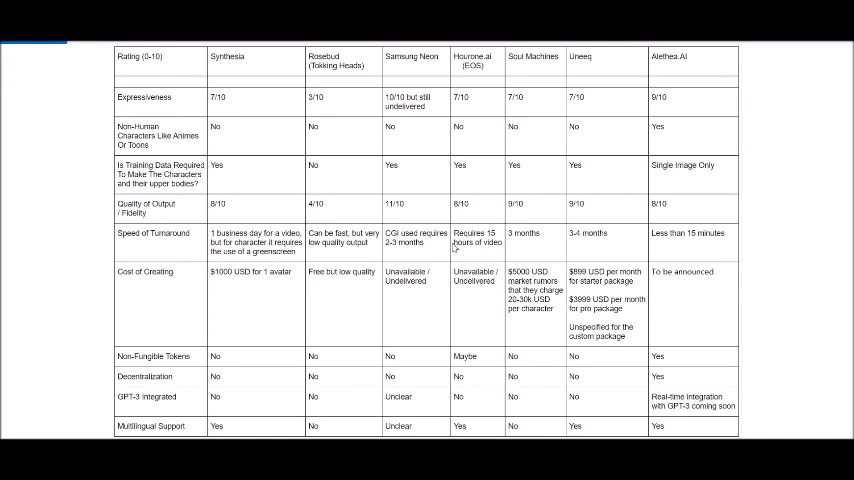 Rating (0-10) Synthesia Rosebud Samsung Neon Hourone.ai Soul Machines Uneeq Alethea.AI
(Tokking Heads) (EOS)
Expressiveness 7/10 3/10 10/10 but still 7/10 7/10 7/10 9/10
undelivered
Non-Human No No No No No No Yes
Characters Like Animes
Or Toons
Is Training Data Required Yes No Yes Yes Yes Yes Single Image Only
To Make The Characters
and their upper bodies?
Quality of Output 8/10 4/10 11/10 8/10 9/10 9/10 8/10
/ Fidelity
Speed of Turnaround 1 business day for a video, Can be fast, but very CGI used requires Requires 15 3 months 3-4 months Less than 15 minutes
but for character it requires low quality output 2-3 months hours of video
the use of a greenscreen
Cost of Creating $1000 USD for 1 avatar Free but low quality Unavailable / Unavailable / $5000 USD $899 USD per month To be announced
Undelivered Undelivered market rumors for starter package
that they charge
20-30k USD $3999 USD per month
per character for pro package
Unspecified for the
custom package
Non-Fungible Tokens No No No Maybe No No Yes
Decentralization No No No No No No Yes
GPT-3 Integrated No No Unclear No No No Real-time integration
with GPT-3 coming soon
Multilingual Support Yes No Unclear Yes No Yes Yes